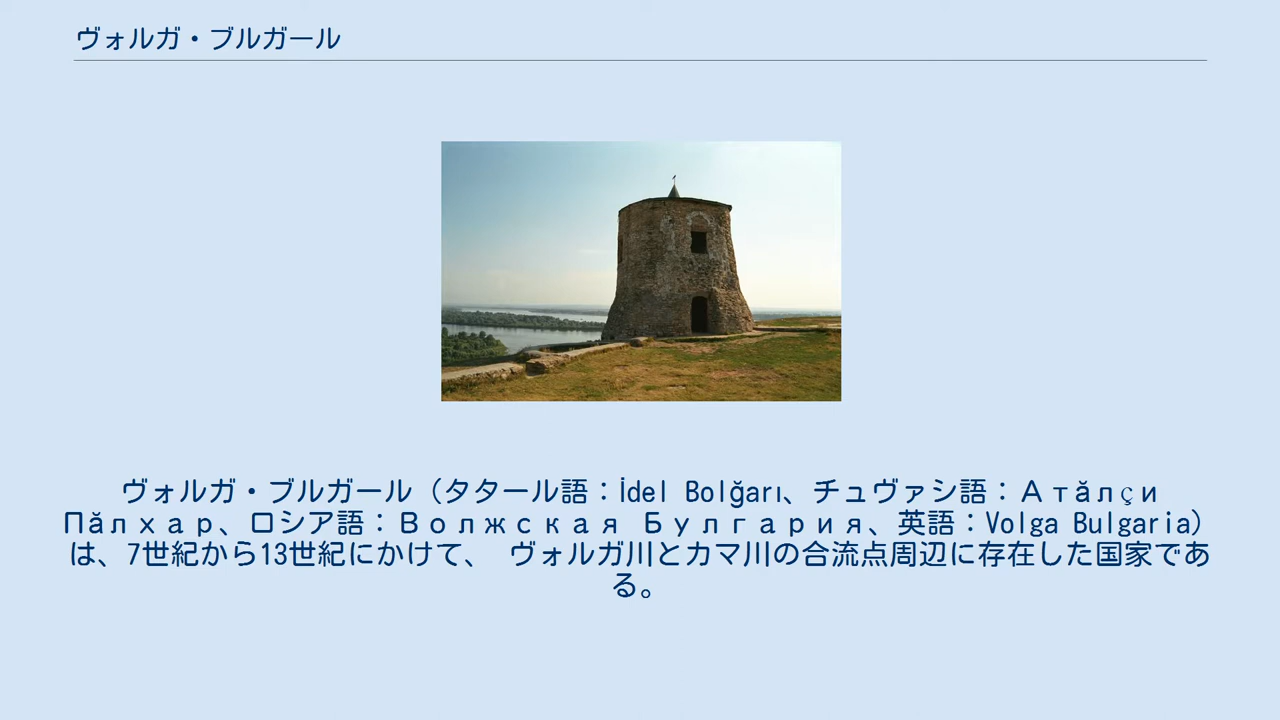 ヴォルガ・ブルガール
ヴォルガ・ブルガール（タタール語：İdel Bolğarı、チュヴァシ語：Атӑлҫи
Пӑлхар、ロシア語：Волжская Булгария、英語：Volga Bulgaria）
は、7世紀から13世紀にかけて、 ヴォルガ川とカマ川の合流点周辺に存在した国家であ
る。